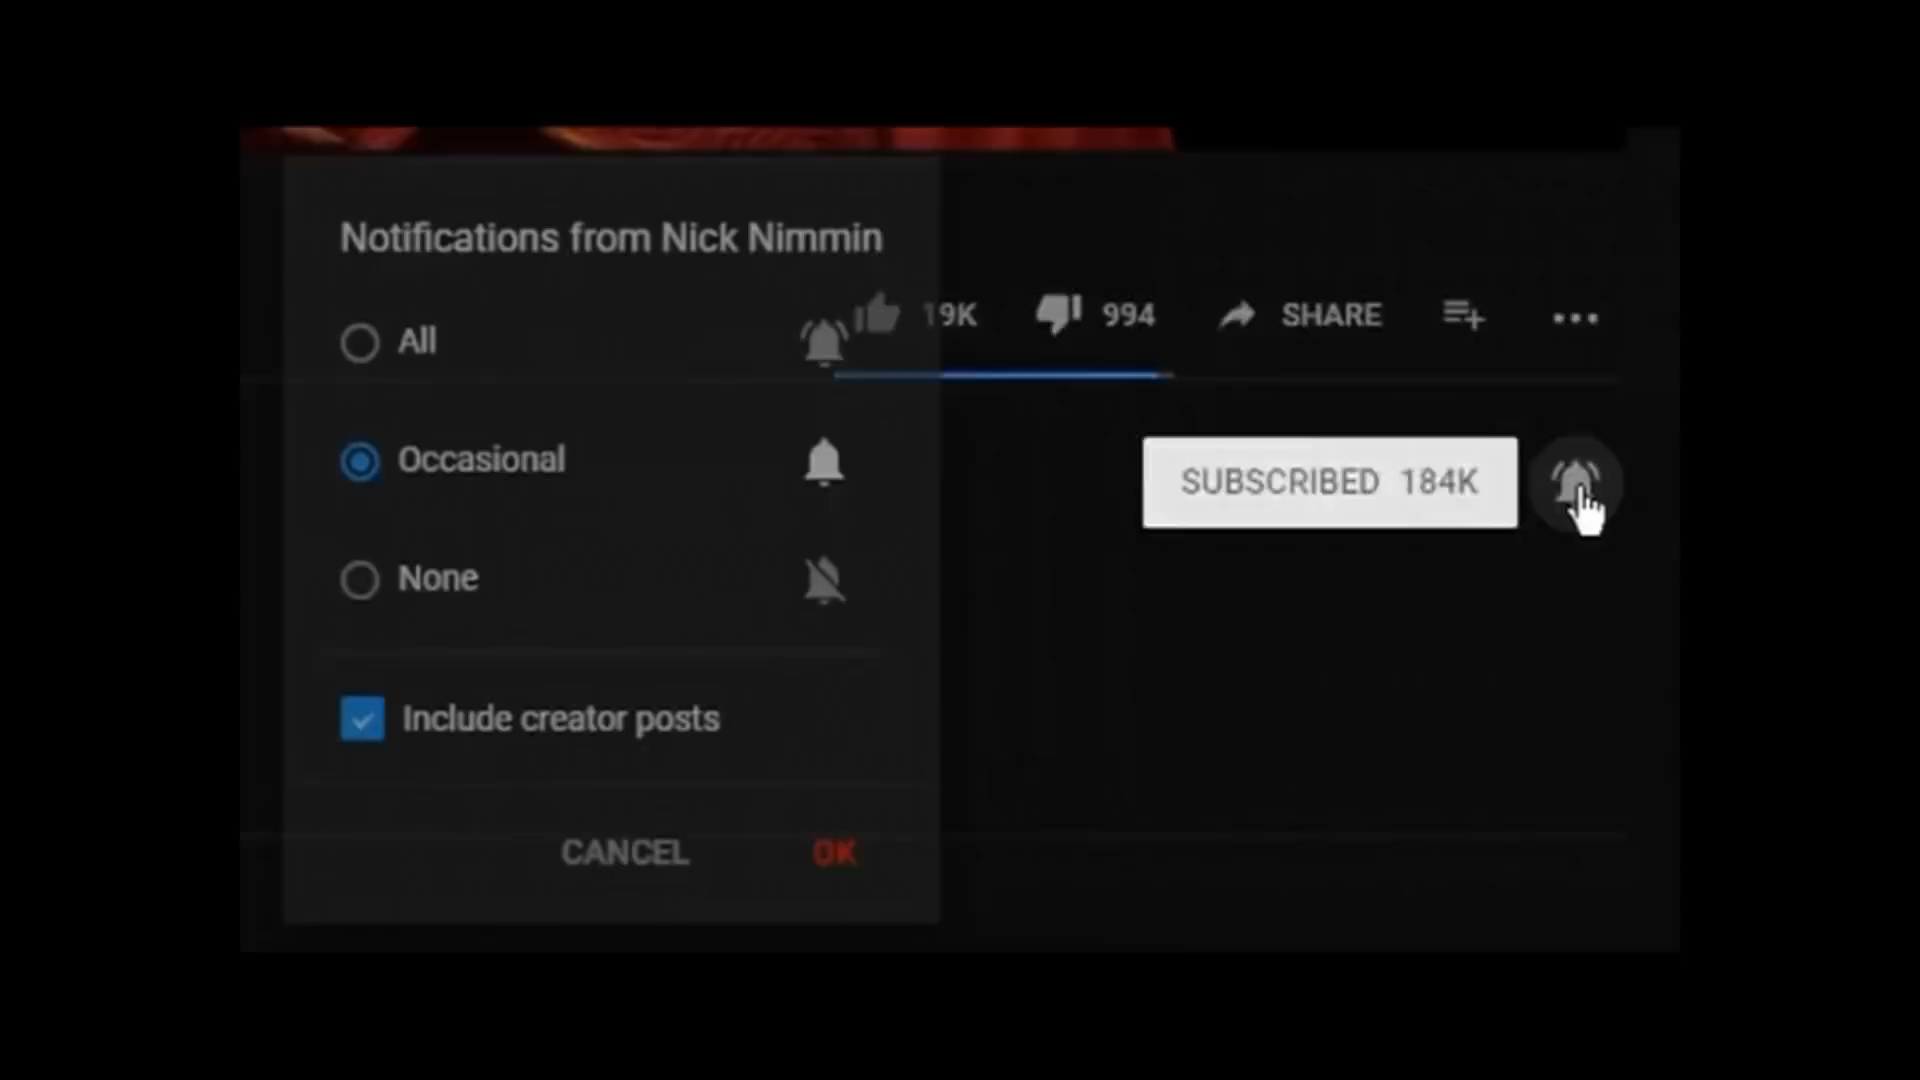 Notifications from Nick Nimmin
All
19K 994 SHARE
Occasional
SUBSCRIBED 184K
None
Include creator posts
CANCEL OK